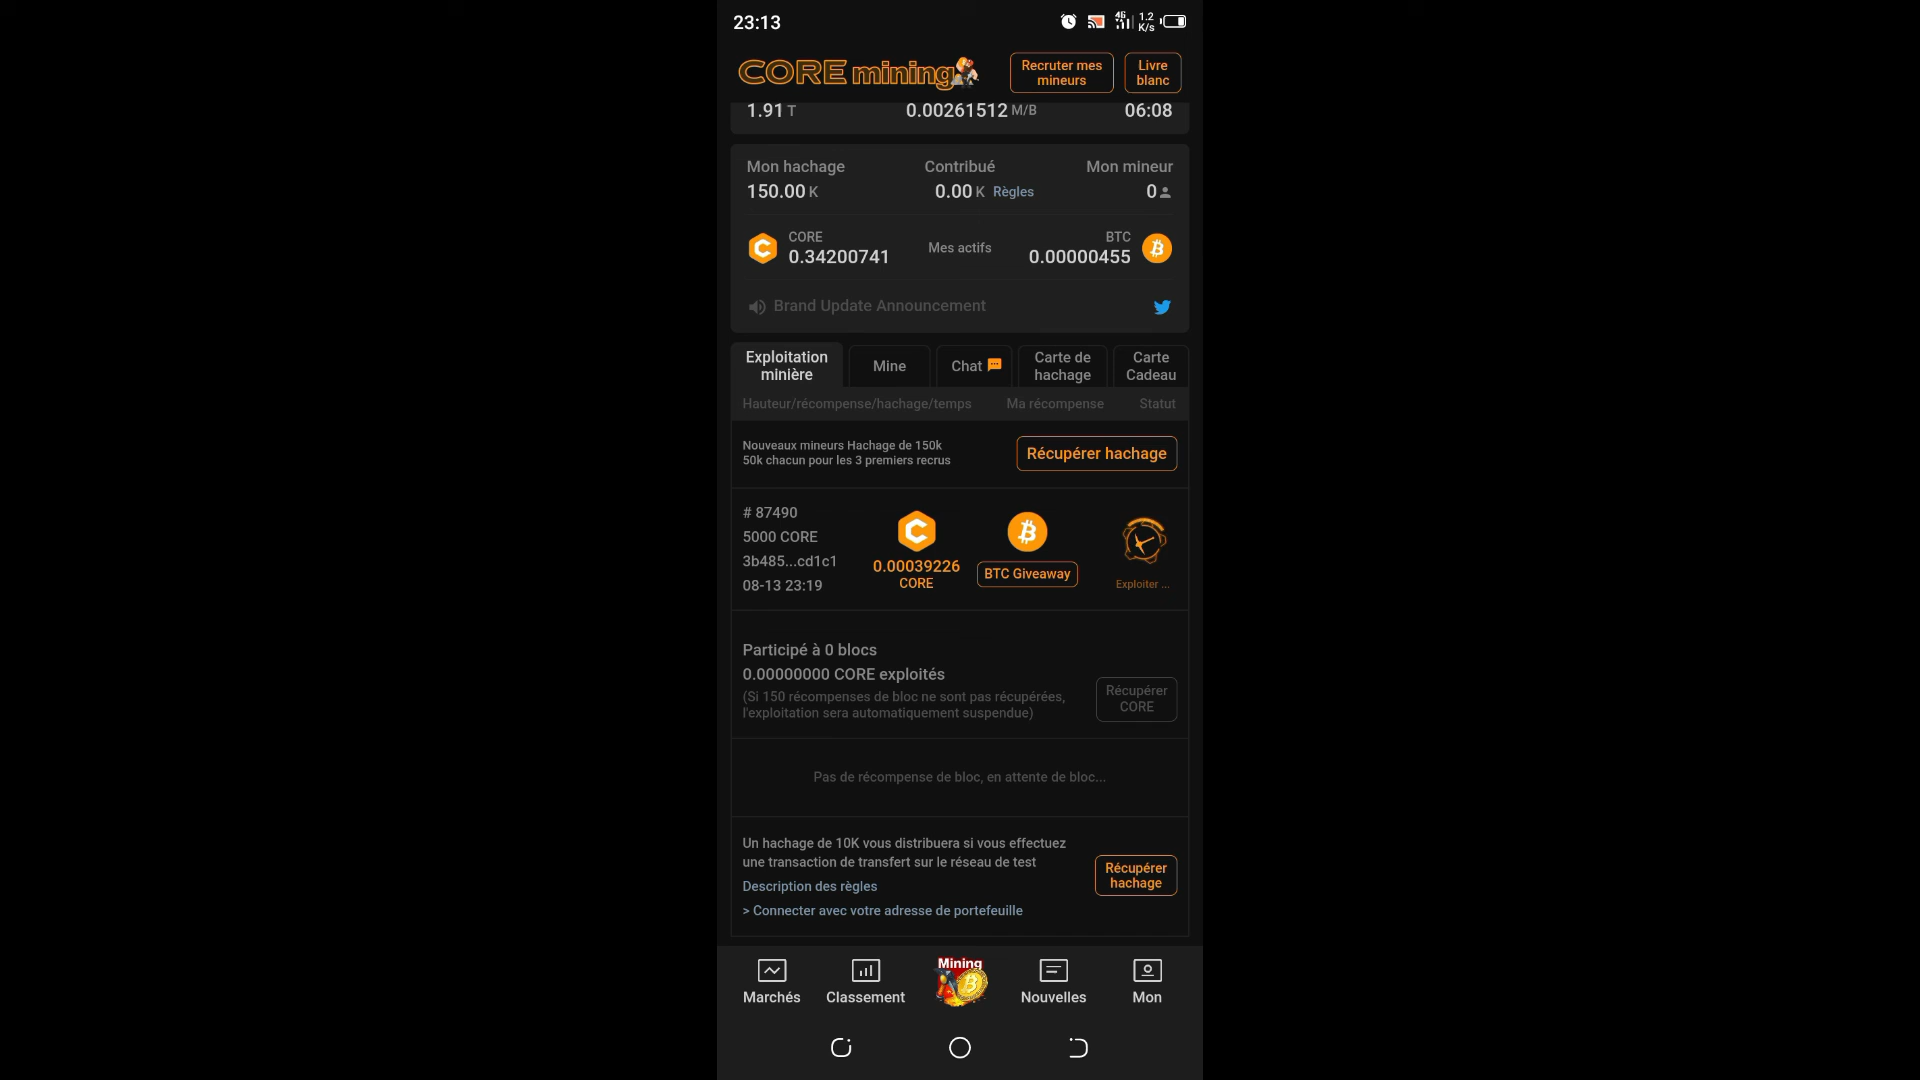 23:13
4G
1.2
K/s
CORE mining
Recruter mes
mineurs
Livre
blanc
1.91 T
0.00261512 M/B
06:08
Mon hachage
Contribué
Mon mineur
150.00 K
0.00 K Règles
0
CORE
0.34200741
Mes actifs
BTC
0.00000455
Brand Update Announcement
Exploitation
minière
Mine
Chat
Carte de
hachage
Carte
Cadeau
Hauteur/récompense/hachage/temps
Ma récompense
Statut
Nouveaux mineurs Hachage de 150k
50k chacun pour les 3 premiers recrus
Récupérer hachage
# 87490
5000 CORE
3b485...cd1c1
08-13 23:19
0.00039226
CORE
BTC Giveaway
Exploiter ...
Participé à 0 blocs
0.00000000 CORE exploités
(Si 150 récompenses de bloc ne sont pas récupérées,
l'exploitation sera automatiquement suspendue)
Récupérer
CORE
Pas de récompense de bloc, en attente de bloc...
Un hachage de 10K vous distribuera si vous effectuez
une transaction de transfert sur le réseau de test
Description des règles
> Connecter avec votre adresse de portefeuille
Récupérer
hachage
Marchés
Classement
Mining
Nouvelles
Mon